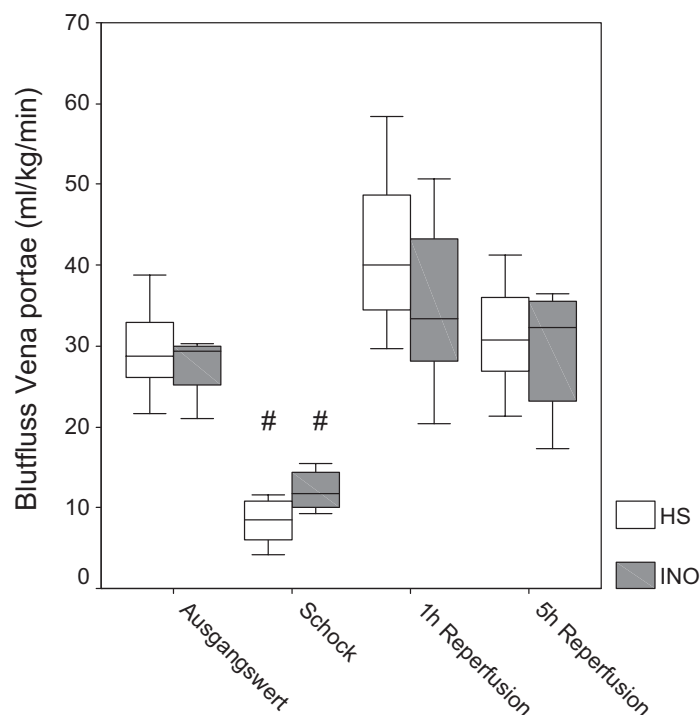 Blutfluss Vena portae (ml/kg/min)
70
60
50
40
30
20
10
0
# #
HS
INO
Ausgangswert
Schock
1h Reperfusion
5h Reperfusion